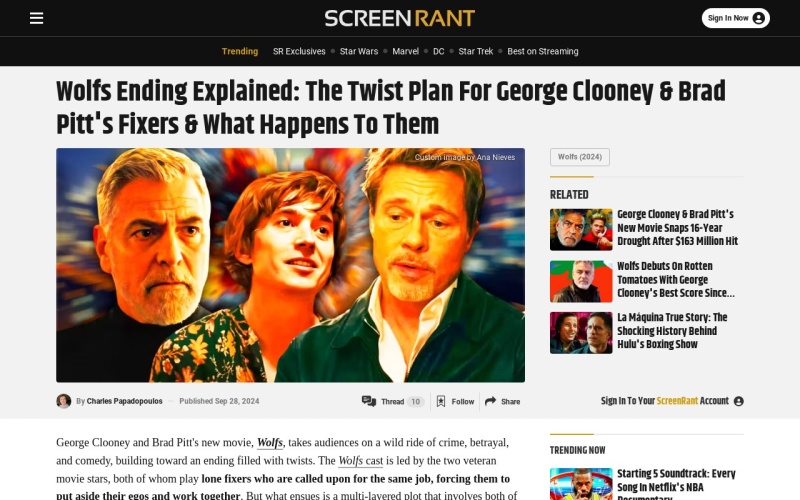 SCREENRANT
Sign In Now
Trending
SR Exclusives
Star Wars
Marvel
DC
Star Trek
Best on Streaming
Wolfs Ending Explained: The Twist Plan For George Clooney & Brad
Pitt's Fixers & What Happens To Them
Custom image by Ana Nieves
By Charles Papadopoulos
Published Sep 28, 2024
Thread 10
Follow
Share
George Clooney and Brad Pitt's new movie, Wolfs, takes audiences on a wild ride of crime, betrayal,
and comedy, building toward an ending filled with twists. The Wolfs cast is led by the two veteran
movie stars, both of whom play lone fixers who are called upon for the same job, forcing them to
put aside their egos and work together. But what ensues is a multi-layered plot that involves both of
Wolfs (2024)
RELATED
George Clooney & Brad Pitt's
New Movie Snaps 16-Year
Drought After $163 Million Hit
Wolfs Debuts On Rotten
Tomatoes With George
Clooney's Best Score Since...
La Máquina True Story: The
Shocking History Behind
Hulu's Boxing Show
Sign In To Your ScreenRant Account
TRENDING NOW
Starting 5 Soundtrack: Every
Song In Netflix's NBA
Documentary